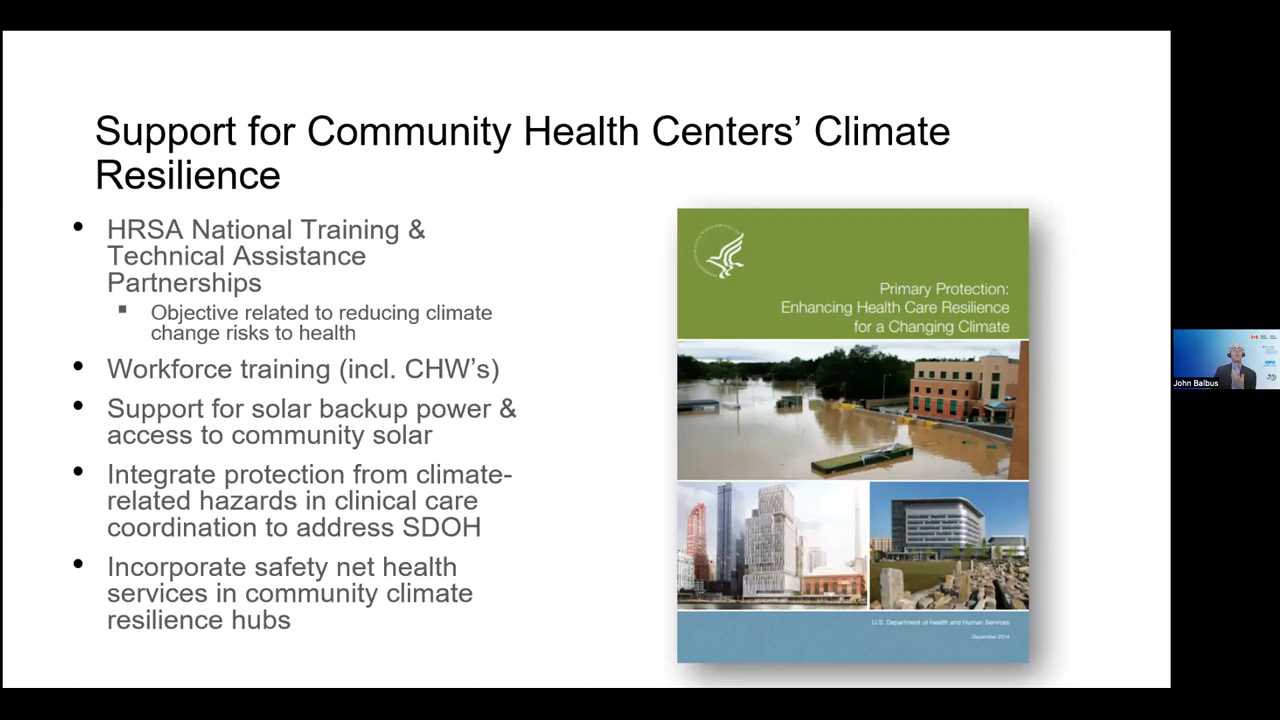 Support for Community Health Centers’ Climate
Resilience
• HRSA National Training &
Technical Assistance
Partnerships
▪ Objective related to reducing climate
change risks to health
• Workforce training (incl. CHW’s)
• Support for solar backup power &
access to community solar
• Integrate protection from climate-
related hazards in clinical care
coordination to address SDOH
• Incorporate safety net health
services in community climate
resilience hubs
Primary Protection:
Enhancing Health Care Resilience
for a Changing Climate
U.S. Department of Health and Human Services
December 2014
John Balbus